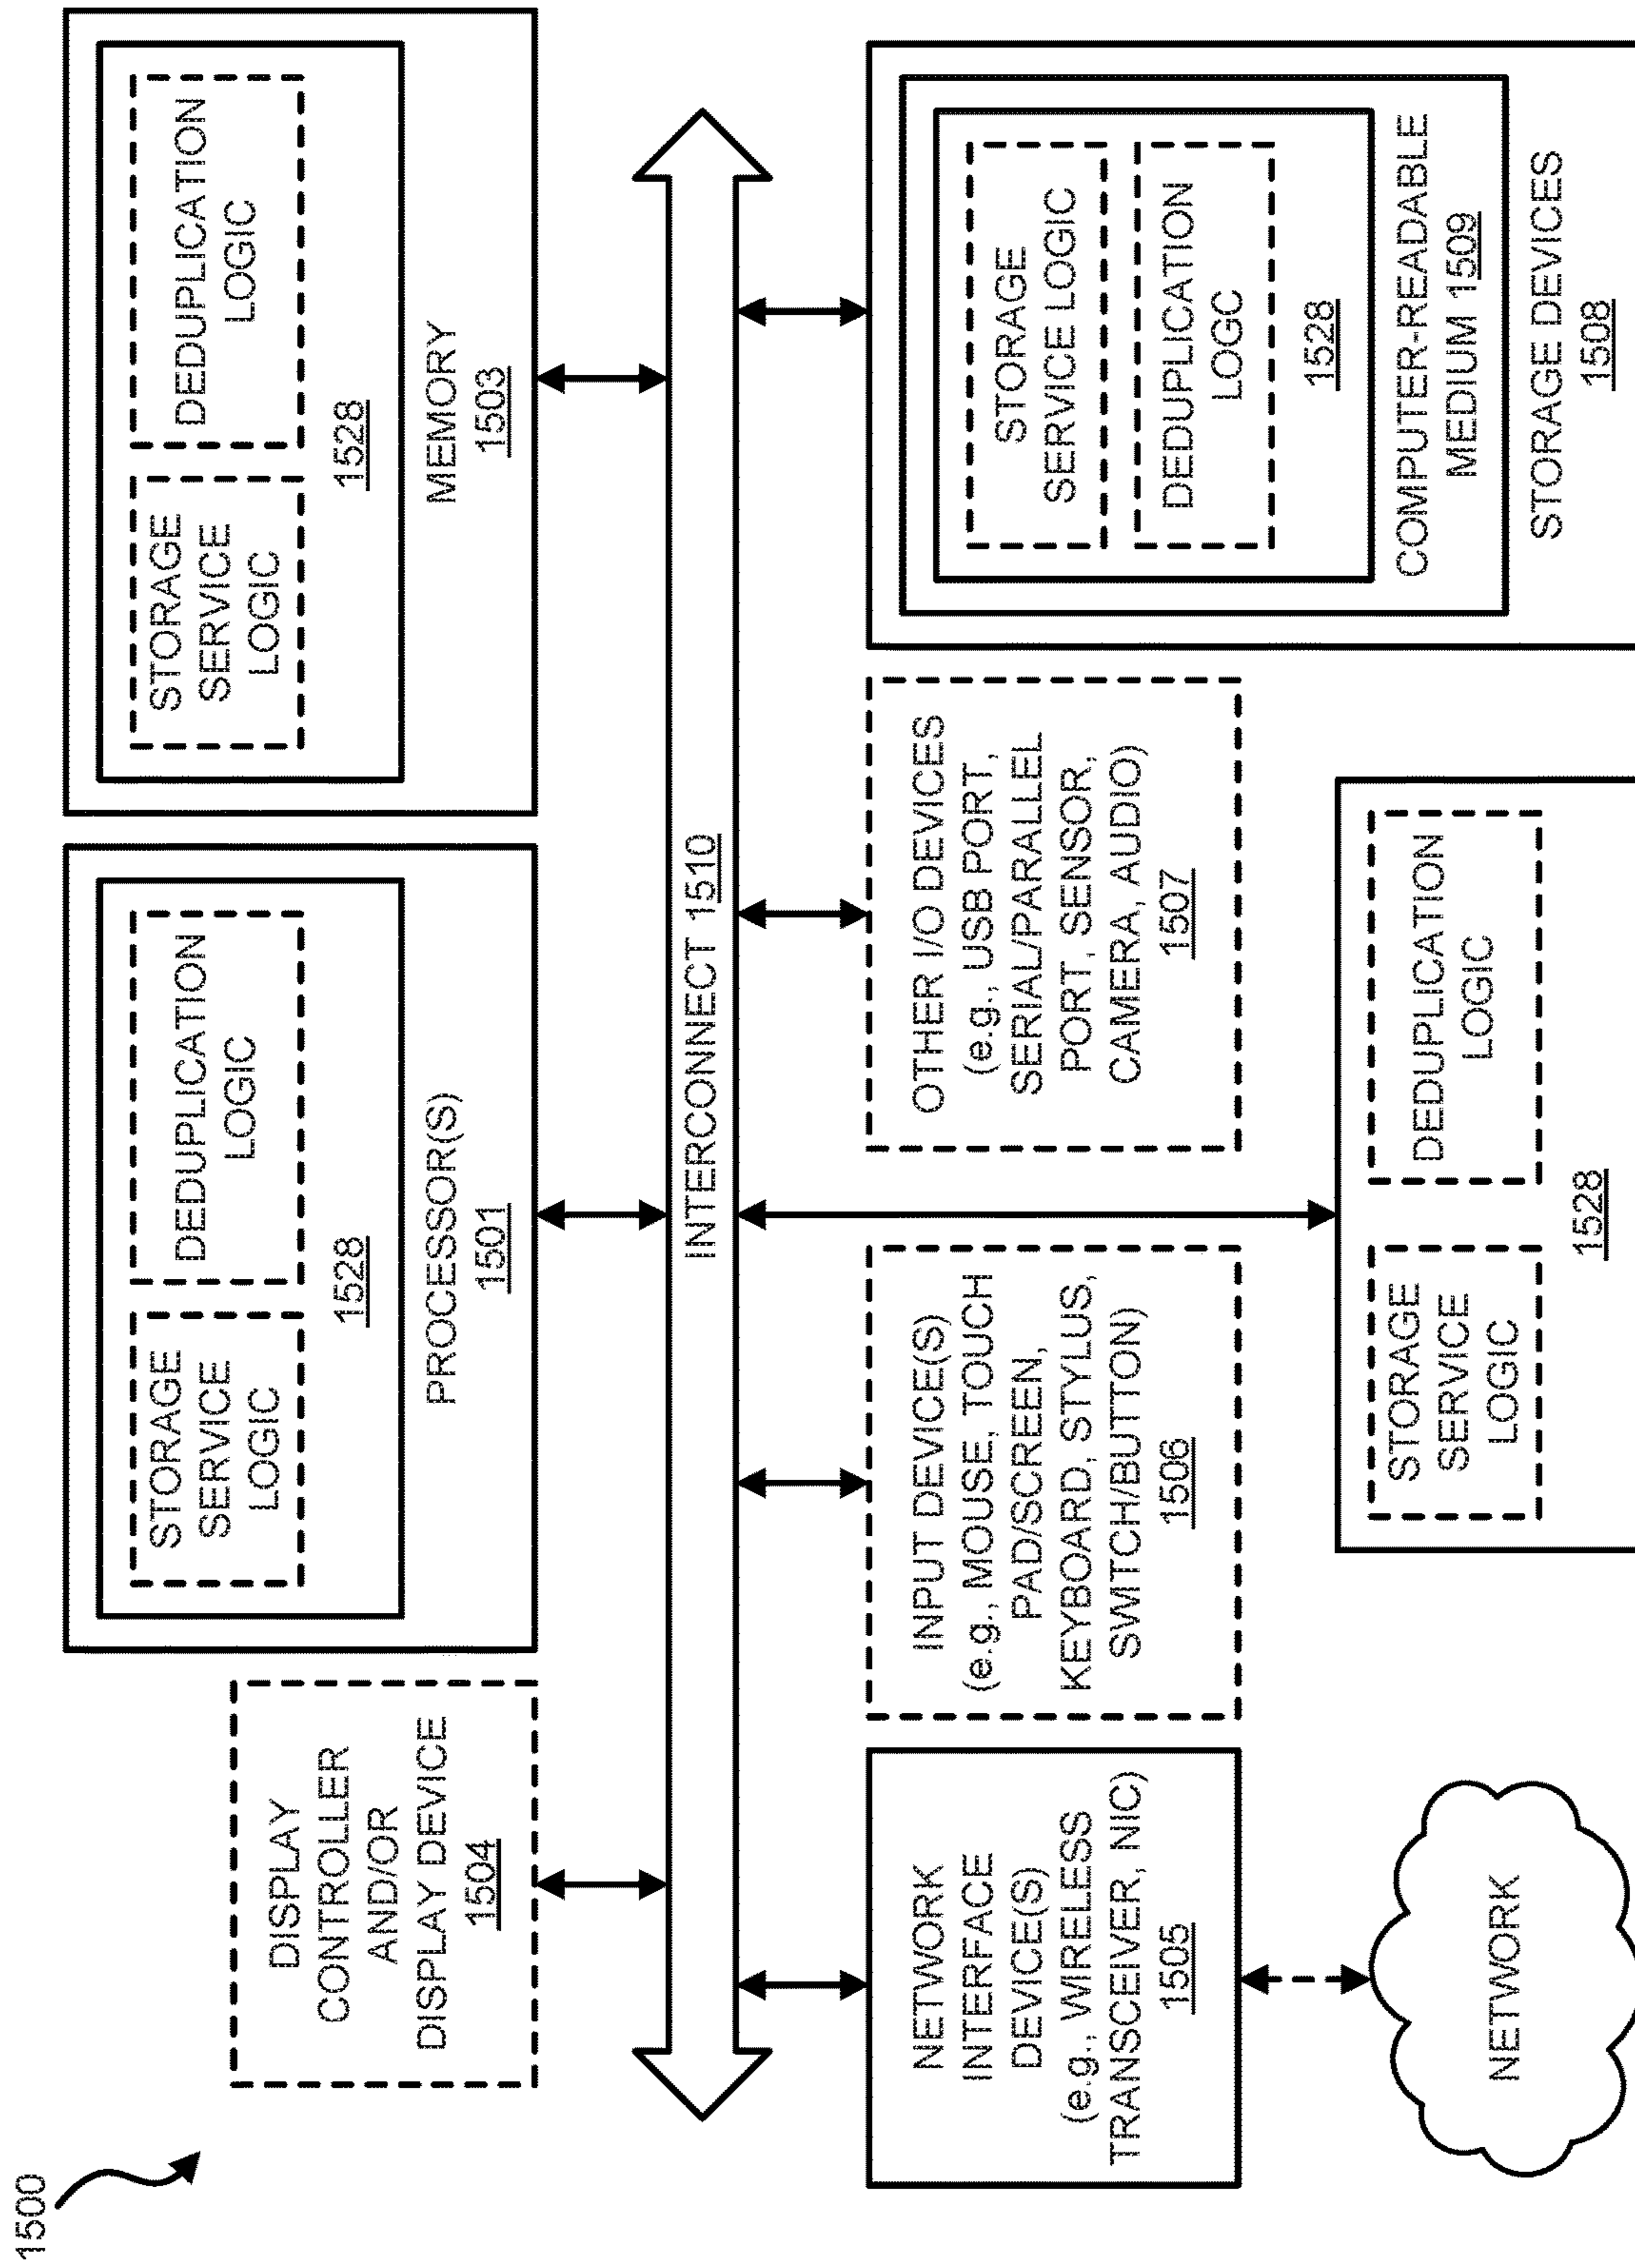 1500
DISPLAY
CONTROLLER
AND/OR
DISPLAY DEVICE
1504
STORAGE
SERVICE
LOGIC
DEDUPLICATION
LOGIC
1528
PROCESSOR(S)
1501
STORAGE
SERVICE
LOGIC
DEDUPLICATION
LOGIC
1528
MEMORY
1503
INTERCONNECT 1510
NETWORK
INTERFACE
DEVICE(S)
(e.g., WIRELESS
TRANSCEIVER, NIC)
1505
INPUT DEVICE(S)
(e.g., MOUSE, TOUCH
PAD/SCREEN,
KEYBOARD, STYLUS,
SWITCH/BUTTON)
1506
OTHER I/O DEVICES
(e.g., USB PORT,
SERIAL/PARALLEL
PORT, SENSOR,
CAMERA, AUDIO)
1507
STORAGE
SERVICE LOGIC
DEDUPLICATION
LOGC
1528
COMPUTER-READABLE
MEDIUM 1509
STORAGE DEVICES
1508
NETWORK
STORAGE
SERVICE
LOGIC
DEDUPLICATION
LOGIC
1528